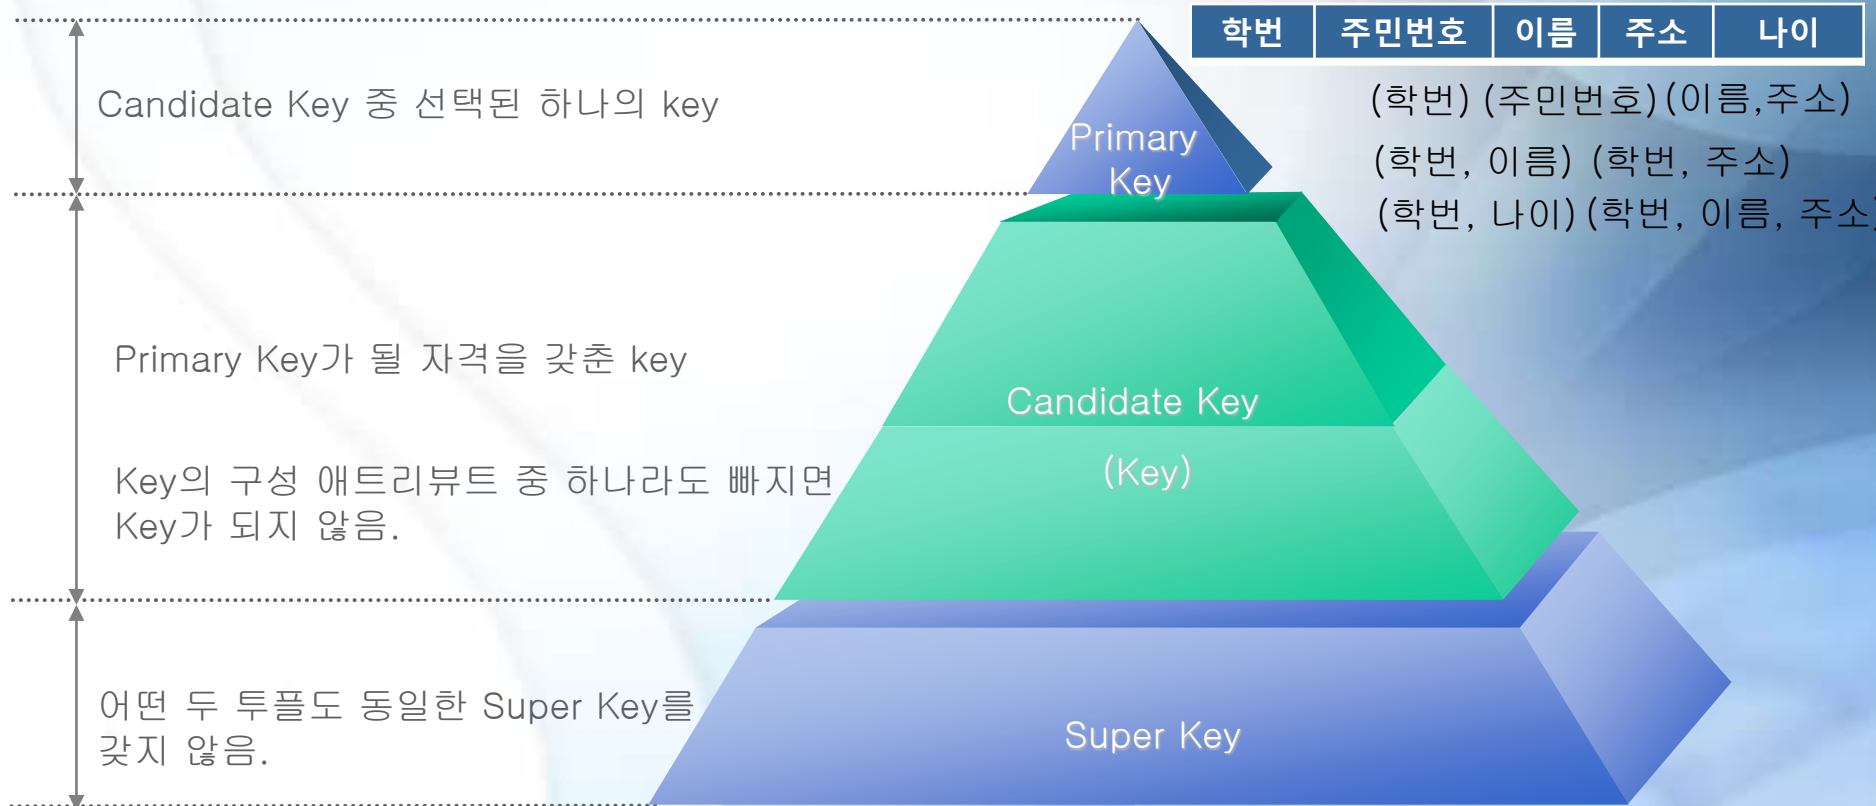 학번 주민번호 이름 주소 나이
(학번) (주민번호) (이름,주소)
(학번, 이름) (학번, 주소)
(학번, 나이) (학번, 이름, 주소)
Candidate Key 중 선택된 하나의 key
Primary
Key
Primary Key가 될 자격을 갖춘 key
Key의 구성 애트리뷰트 중 하나라도 빠지면
Key가 되지 않음.
Candidate Key
(Key)
어떤 두 투플도 동일한 Super Key를
갖지 않음.
Super Key